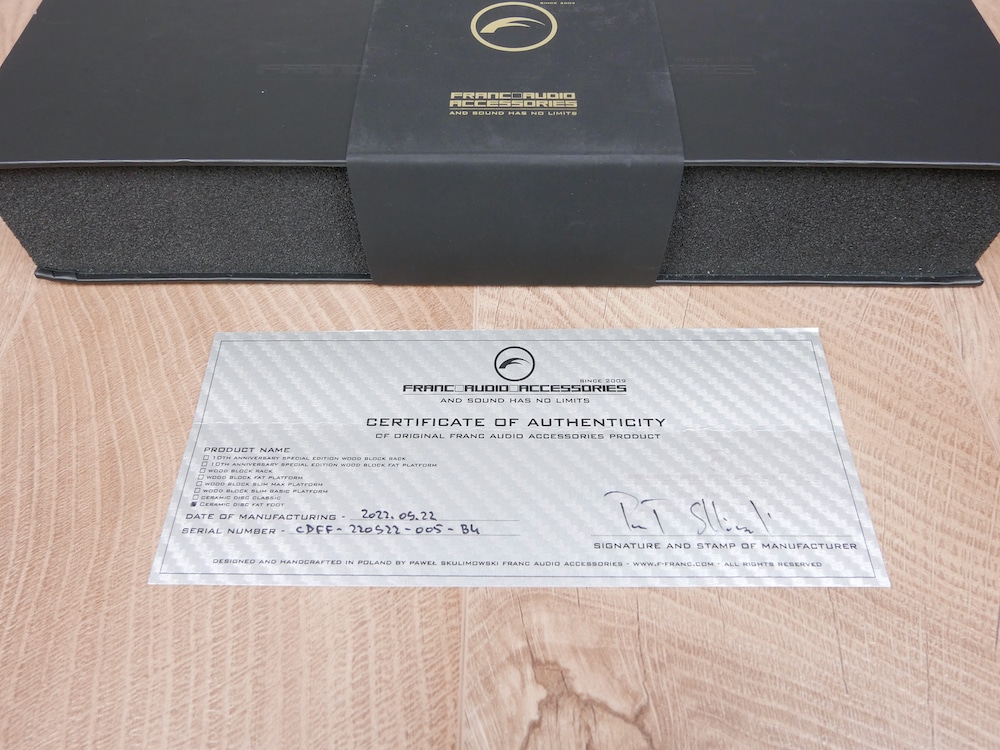 SINCE 2009
FRANC AUDIO
ACCESSORIES
AND SOUND HAS NO LIMITS
SINCE 2009
FRANC AUDIO ACCESSORIES
AND SOUND HAS NO LIMITS
CERTIFICATE OF AUTHENTICITY
OF ORIGINAL FRANC AUDIO ACCESSORIES PRODUCT
PRODUCT NAME
10TH ANNIVERSARY SPECIAL EDITION WOOD BLOCK RACK
10TH ANNIVERSARY SPECIAL EDITION WOOD BLOCK FAT PLATFORM
WOOD BLOCK RACK
WOOD BLOCK FAT PLATFORM
WOOD BLOCK SLIM MAX PLATFORM
WOOD BLOCK SLIM BASIC PLATFORM
CERAMIC DISC CLASSIC
CERAMIC DISC FAT FOOT
DATE OF MANUFACTURING - 2022.05.22
SERIAL NUMBER - CDFF-220522-005-B4
SIGNATURE AND STAMP OF MANUFACTURER
DESIGNED AND HANDCRAFTED IN POLAND BY PAWEŁ SKULIMOWSKI FRANC AUDIO ACCESSORIES - WWW.F-FRANC.COM - ALL RIGHTS RESERVED